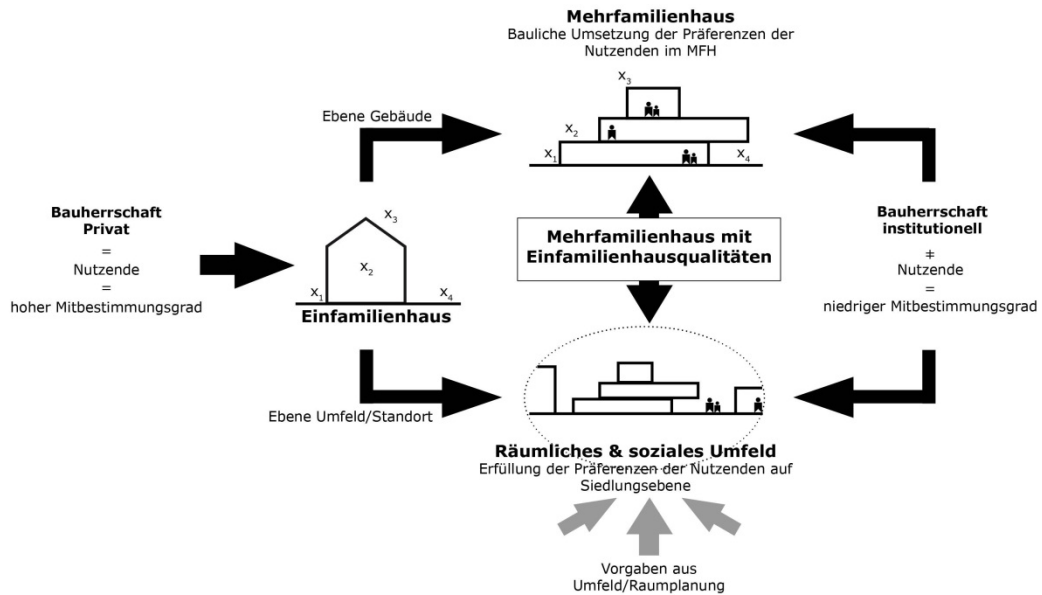 Mehrfamilienhaus
Bauliche Umsetzung der Präferenzen der
Nutzenden im MFH
x3
x2
x1
x4
Ebene Gebäude
Bauherrschaft
Privat
=
Nutzende
=
hoher Mitbestimmungsgrad
x3
x2
x1
x4
Einfamilienhaus
Mehrfamilienhaus mit
Einfamilienhausqualitäten
Bauherrschaft
institutionell
≠
Nutzende
=
niedriger Mitbestimmungsgrad
Ebene Umfeld/Standort
Räumliches & soziales Umfeld
Erfüllung der Präferenzen der Nutzenden auf
Siedlungsebene
Vorgaben aus
Umfeld/Raumplanung